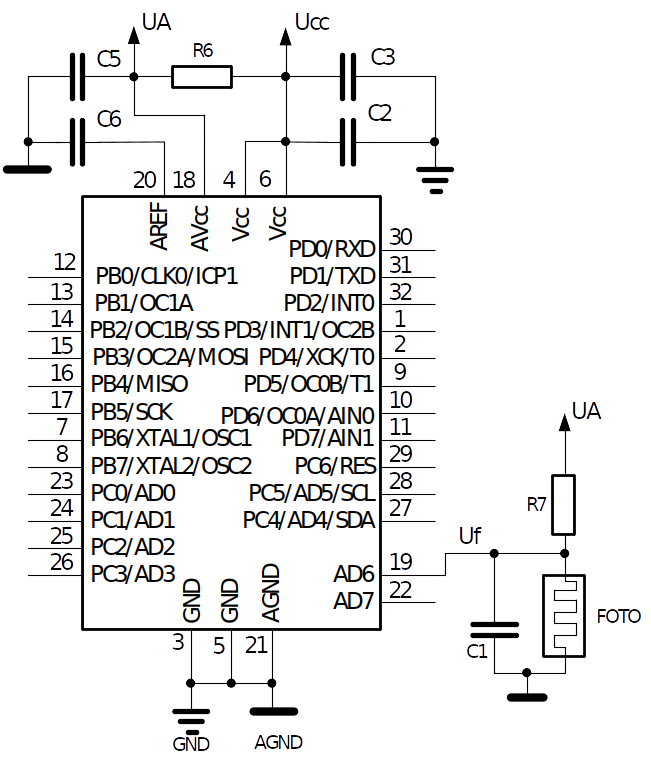 UA
Ucc
R6
C5
C3
C6
C2
20
18
4
6
AREF
AVcc
Vcc
Vcc
PD0/RXD
30
12
PB0/CLK0/ICP1
PD1/TXD
31
13
PB1/OC1A
PD2/INT0
32
14
PB2/OC1B/SS
PD3/INT1/OC2B
1
15
PB3/OC2A/MOSI
PD4/XCK/T0
2
16
PB4/MISO
PD5/OC0B/T1
9
17
PB5/SCK
PD6/OC0A/AIN0
10
7
PB6/XTAL1/OSC1
PD7/AIN1
11
8
PB7/XTAL2/OSC2
PC6/RES
29
23
PC0/AD0
PC5/AD5/SCL
28
24
PC1/AD1
PC4/AD4/SDA
27
25
PC2/AD2
26
PC3/AD3
AD6
19
AD7
22
GND
GND
AGND
3
5
21
GND
AGND
UA
R7
Uf
C1
FOTO